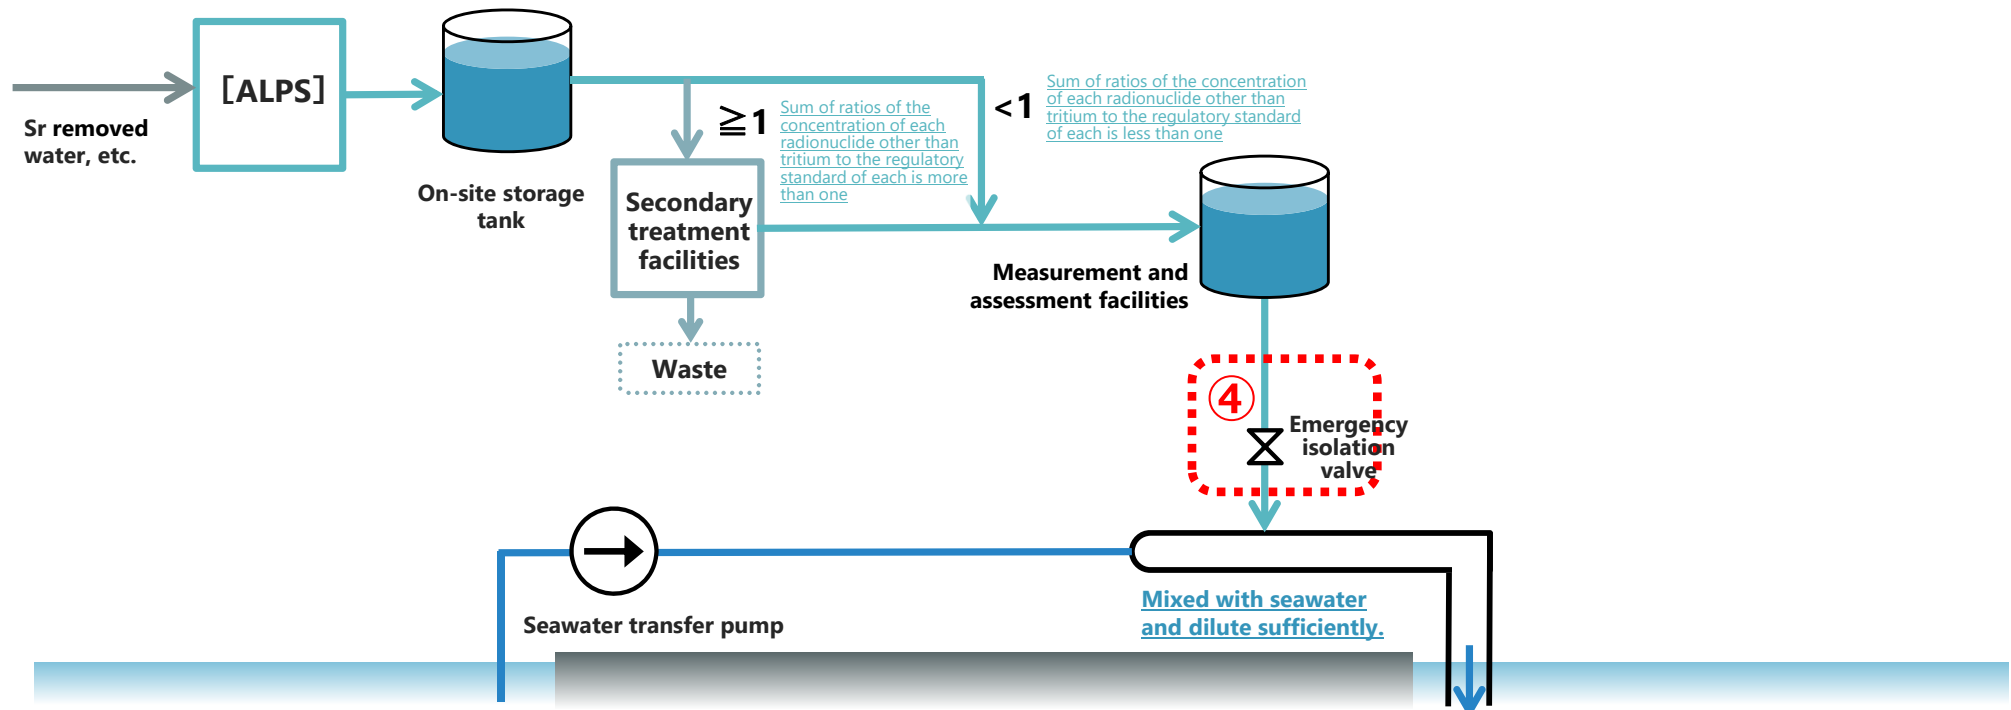 [ALPS]
Sr removed
water, etc.
On-site storage
tank
≧1
Sum of ratios of the
concentration of each
radionuclide other than
tritium to the regulatory
standard of each is more
than one
<1
Sum of ratios of the concentration
of each radionuclide other than
tritium to the regulatory standard
of each is less than one
Secondary
treatment
facilities
Waste
Measurement and
assessment facilities
④
Emergency
isolation
valve
Seawater transfer pump
Mixed with seawater
and dilute sufficiently.